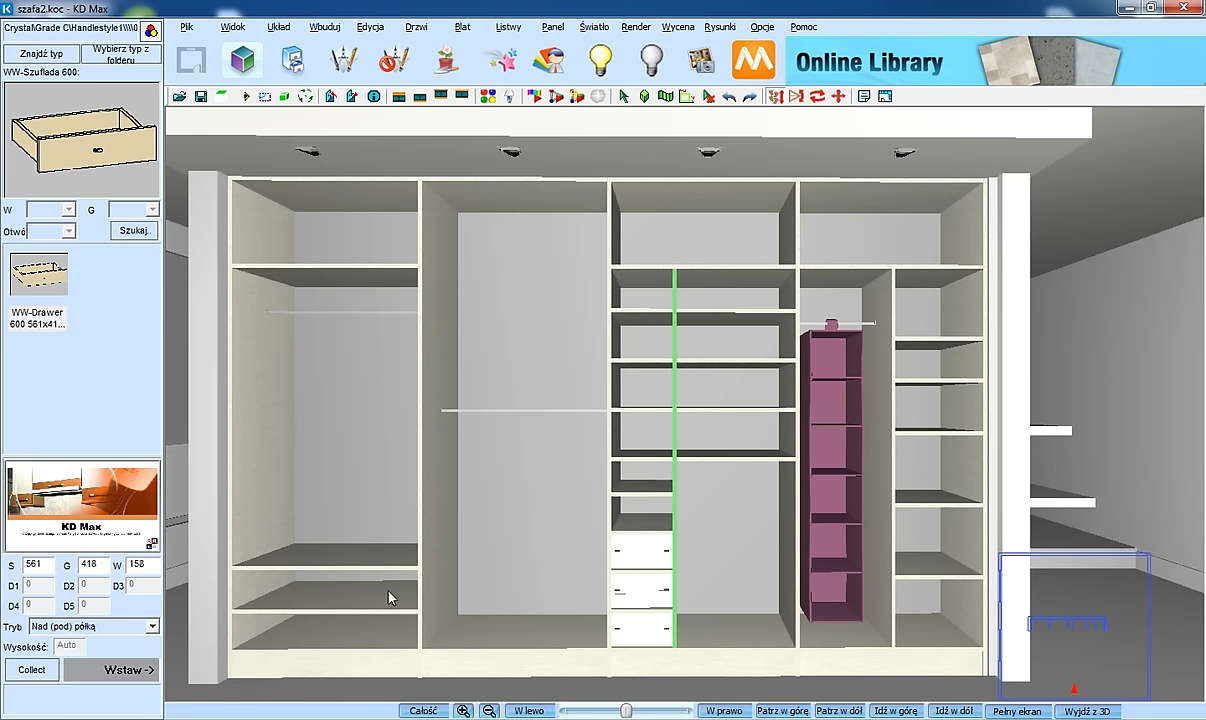 szafa2.koc - KD Max
Crystal\Grade C\Handlestyle1\\\\0
Plik Widok Układ Wbuduj Edycja Drzwi Blat Listwy Panel Światło Render Wycena Rysunki Opcje Pomoc
Znajdź typ
Wybierz typ z folderu
WW-Szuflada 600:
Online Library
W G
Otwó
Szukaj..
WW-Drawer
600 561x41...
KD Max
S 561 G 418 W 158
D1 0 D2 0 D3 0
D4 0 D5 0
Tryb Nad (pod) półką
Wysokość: Auto
Collect Wstaw ->
Całość W lewo W prawo Patrz w górę Patrz w dół Idź w górę Idź w dół Pełny ekran Wyjdź z 3D